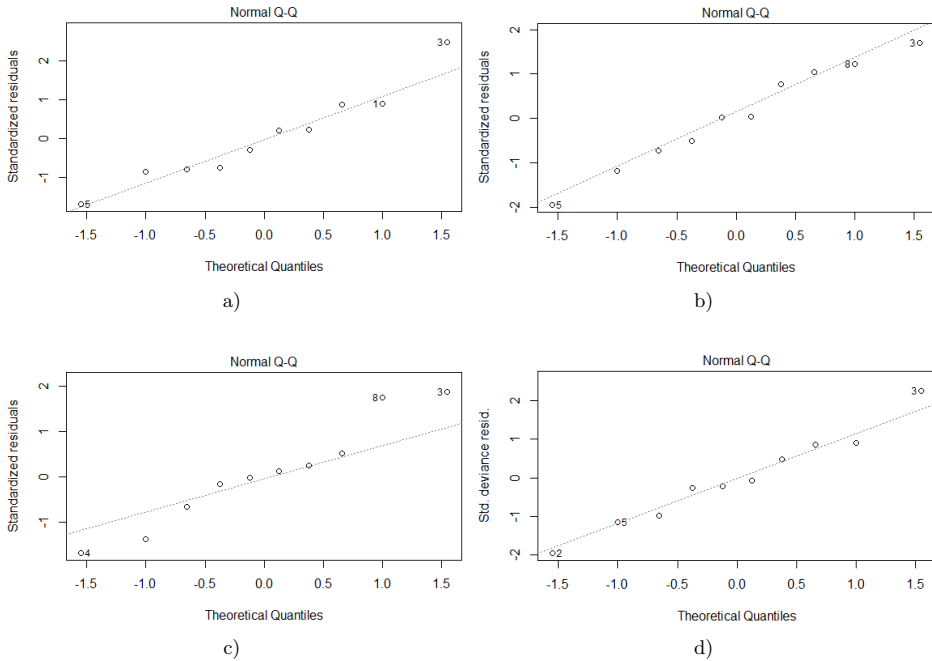 Normal Q-Q
Standardized residuals
2
1
0
-1
3
1
5
-1.5 -1.0 -0.5 0.0 0.5 1.0 1.5
Theoretical Quantiles
a)
Normal Q-Q
Standardized residuals
2
1
0
-1
-2
3
8
5
-1.5 -1.0 -0.5 0.0 0.5 1.0 1.5
Theoretical Quantiles
b)
Normal Q-Q
Standardized residuals
2
1
0
-1
3
8
4
-1.5 -1.0 -0.5 0.0 0.5 1.0 1.5
Theoretical Quantiles
c)
Normal Q-Q
Std. deviance resid.
2
1
0
-1
-2
3
5
2
-1.5 -1.0 -0.5 0.0 0.5 1.0 1.5
Theoretical Quantiles
d)